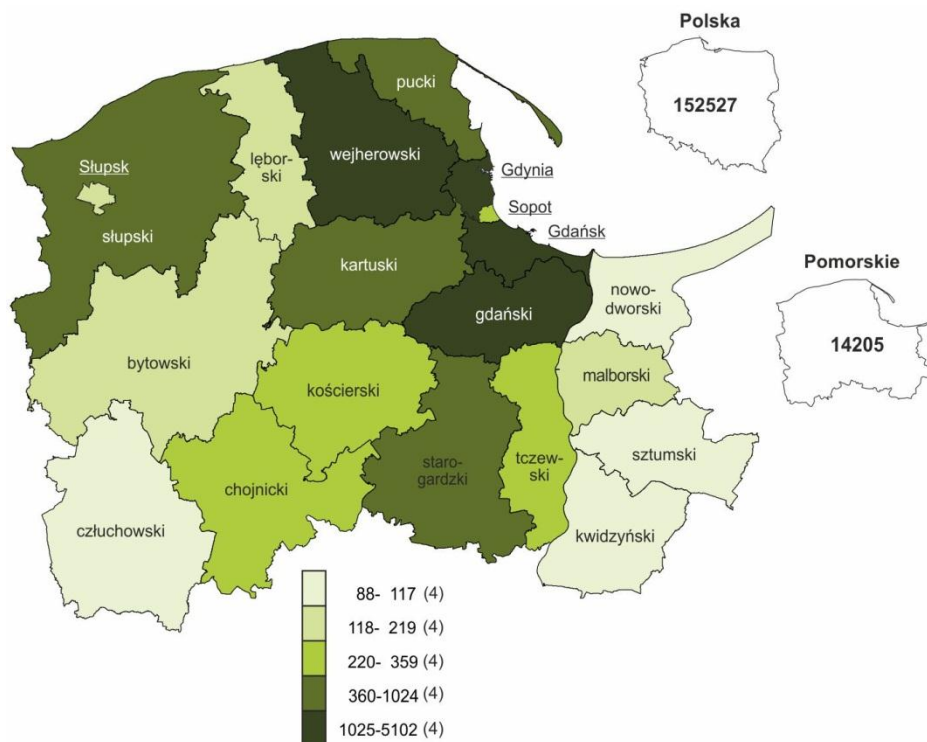 Polska
152527
pucki
Słupsk
lębor-
ski
wejherowski
Gdynia
Sopot
Gdańsk
słupski
kartuski
Pomorskie
14205
gdański
nowo-
dworski
bytowski
kościerski
malborski
staro-
gardzki
tczew-
ski
sztumski
chojnicki
człuchowski
kwidzyński
88- 117 (4)
118- 219 (4)
220- 359 (4)
360-1024 (4)
1025-5102 (4)